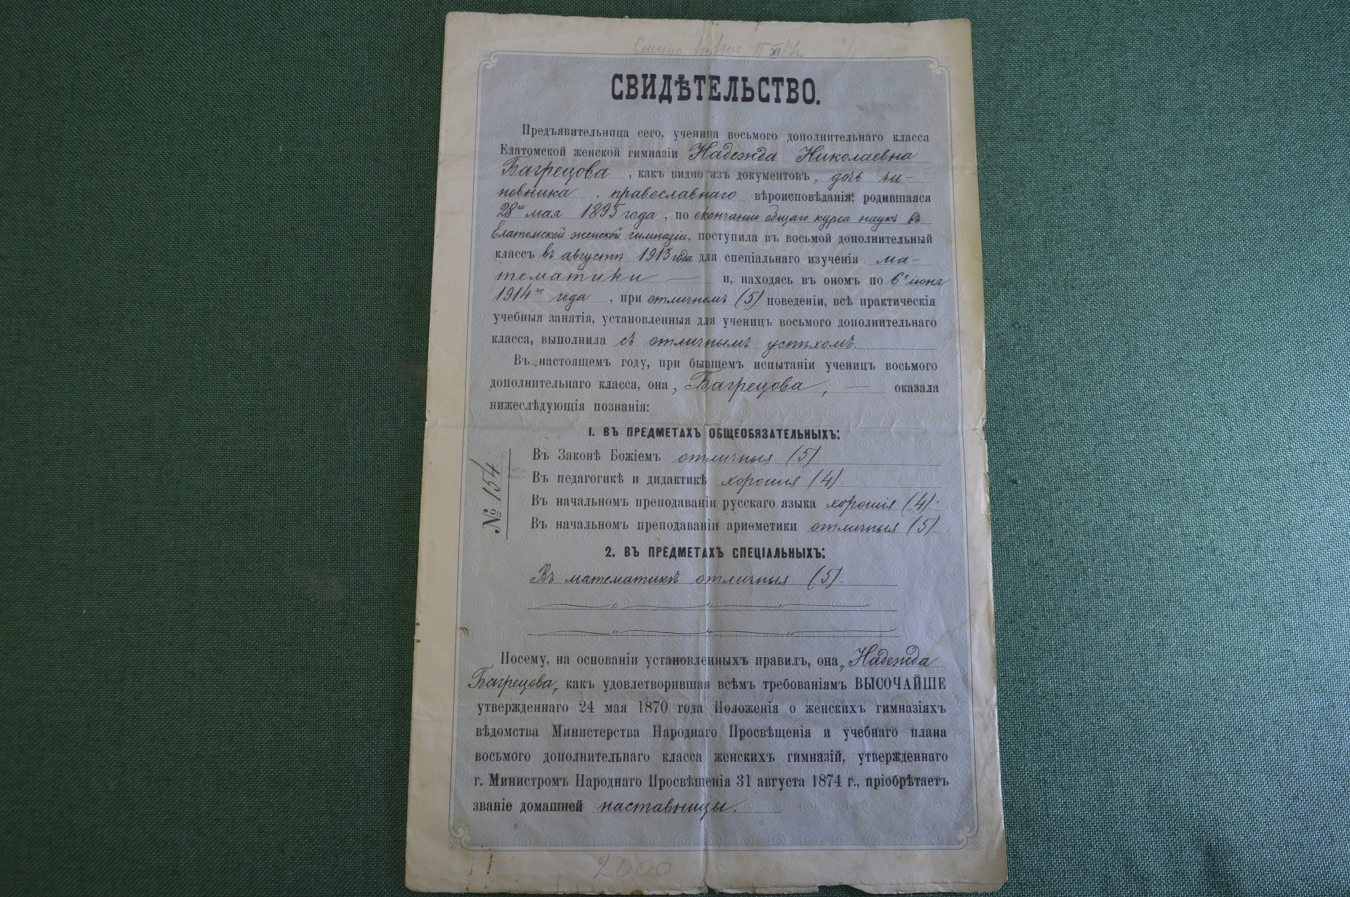 СВИДѢТЕЛЬСТВО.
Предъявительница сего, ученица восьмого дополнительнаго класса
Елатомской женской гимназіи Надежда Николаевна
Багрецова, какъ видно изъ документовъ, дочь чи-
новника, православнаго вѣроисповѣданія, родившаяся
28го мая 1895 года, по окончаніи общаго курса наукъ въ
Елатомской женской гимназіи, поступила въ восьмой дополнительный
классъ въ августѣ 1913 года для спеціальнаго изученія ма-
тематики и, находясь въ ономъ по 6е іюня
1914го года, при отличномъ (5) поведеніи, всѣ практическія
учебныя занятія, установленныя для ученицъ восьмого дополнительнаго
класса, выполнила съ отличнымъ успѣхомъ.
Въ настоящемъ году, при бывшемъ испытаніи ученицъ восьмого
дополнительнаго класса, она, Багрецова, — оказала
нижеслѣдующія познанія:
1. ВЪ ПРЕДМЕТАХЪ ОБЩЕОБЯЗАТЕЛЬНЫХЪ:
Въ Законѣ Божіемъ отличныя (5)
Въ педагогикѣ и дидактикѣ хорошія (4).
Въ начальномъ преподаваніи русскаго языка хорошія (4).
Въ начальномъ преподаваніи ариѳметики отличныя (5).
№ 154
2. ВЪ ПРЕДМЕТАХЪ СПЕЦІАЛЬНЫХЪ:
Въ математикѣ отличныя (5).
Посему, на основаніи установленныхъ правилъ, она, Надежда
Багрецова, какъ удовлетворившая всѣмъ требованіямъ ВЫСОЧАЙШЕ
утвержденнаго 24 мая 1870 года Положенія о женскихъ гимназіяхъ
вѣдомства Министерства Народнаго Просвѣщенія и учебнаго плана
восьмого дополнительнаго класса женскихъ гимназій, утвержденнаго
г. Министромъ Народнаго Просвѣщенія 31 августа 1874 г., пріобрѣтаетъ
званіе домашней наставницы.
2000